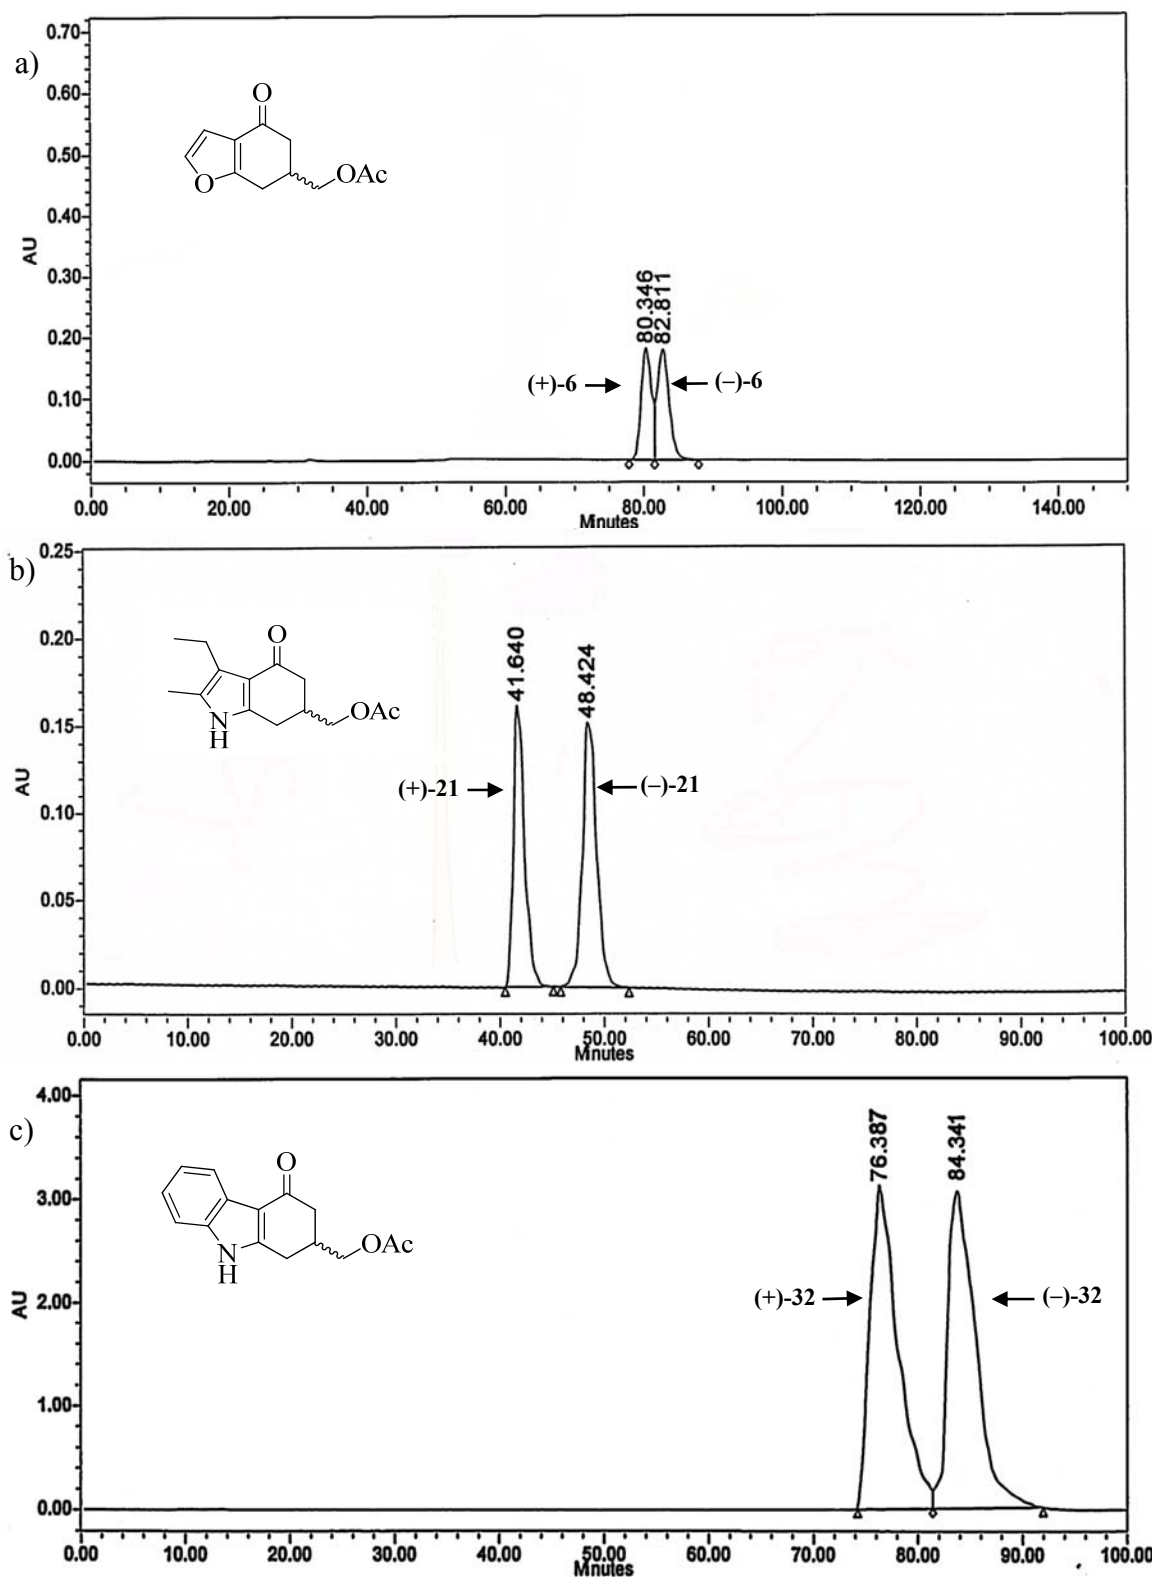 a)
0.70
0.60
0.50
0.40
0.30
0.20
0.10
0.00
AU
O
O
OAc
80.346
82.811
(+)-6
(–)-6
0.00 20.00 40.00 60.00 80.00 100.00 120.00 140.00
Minutes
b)
0.25
0.20
0.15
0.10
0.05
0.00
AU
O
N
H
OAc
41.640
48.424
(+)-21
(–)-21
0.00 10.00 20.00 30.00 40.00 50.00 60.00 70.00 80.00 90.00 100.00
Minutes
c)
4.00
3.00
2.00
1.00
0.00
AU
O
N
H
OAc
76.387
84.341
(+)-32
(–)-32
0.00 10.00 20.00 30.00 40.00 50.00 60.00 70.00 80.00 90.00 100.00
Minutes